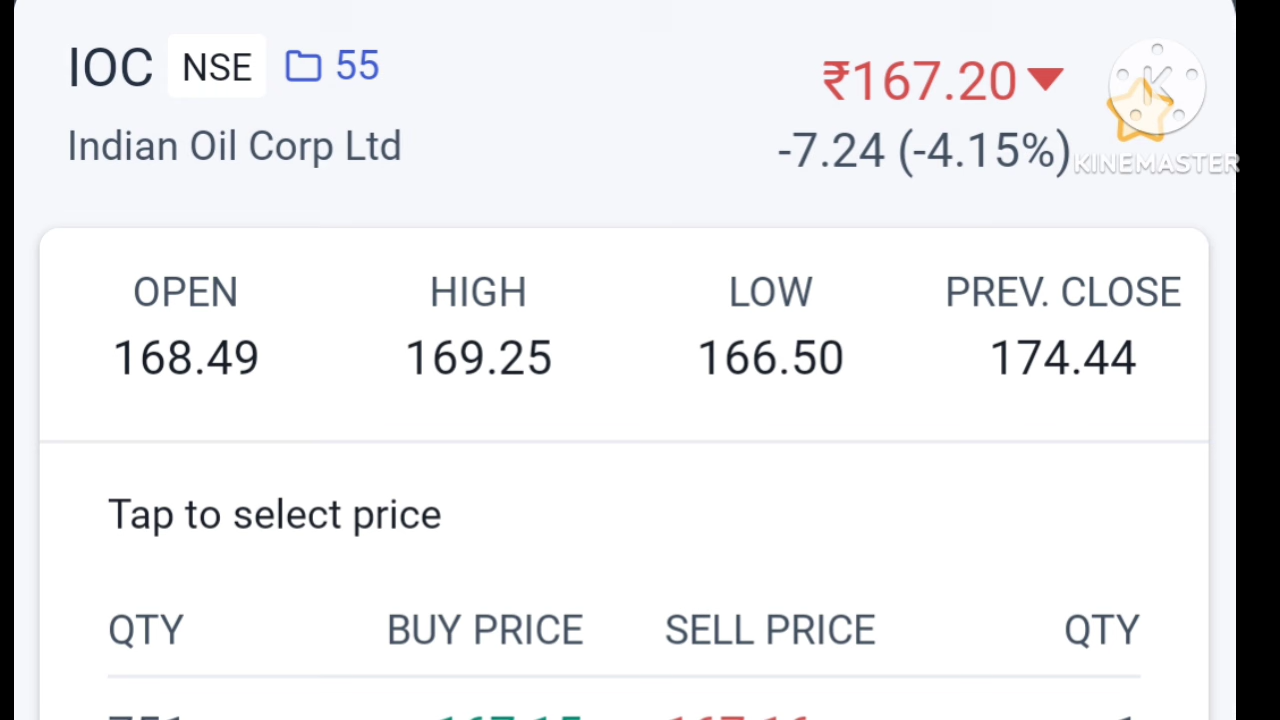 IOC NSE 55
₹167.20
Indian Oil Corp Ltd
-7.24 (-4.15%)
KINEMASTER
OPEN HIGH LOW PREV. CLOSE
168.49 169.25 166.50 174.44
Tap to select price
QTY BUY PRICE SELL PRICE QTY